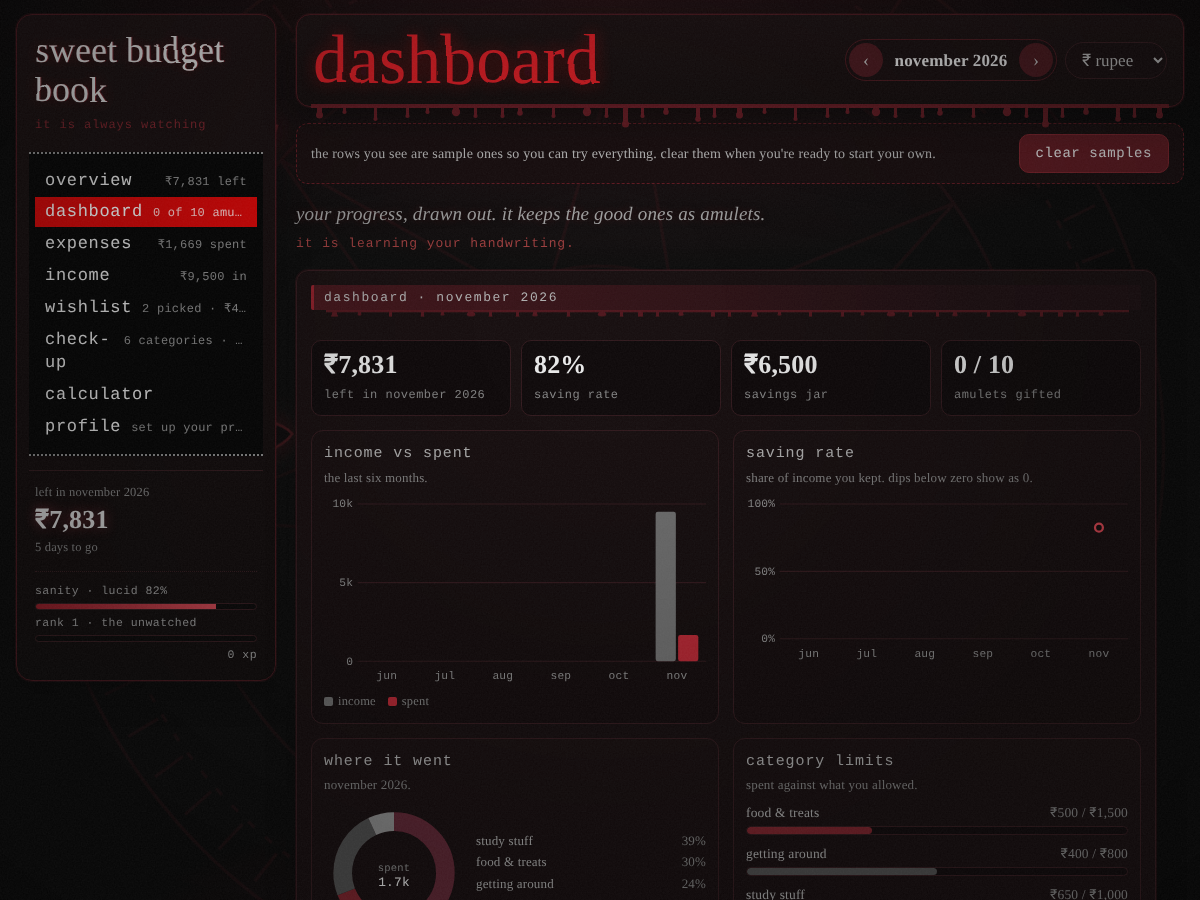 sweet budget
book
it is always watching
overview ₹7,831 left
dashboard 0 of 10 amu…
expenses ₹1,669 spent
income ₹9,500 in
wishlist 2 picked · ₹4…
check-up 6 categories · …
calculator
profile set up your pr…
left in november 2026
₹7,831
5 days to go
sanity · lucid 82%
rank 1 · the unwatched
0 xp
dashboard
‹ november 2026 ›
₹ rupee
the rows you see are sample ones so you can try everything. clear them when you're ready to start your own.
clear samples
your progress, drawn out. it keeps the good ones as amulets.
it is learning your handwriting.
dashboard · november 2026
₹7,831
left in november 2026
82%
saving rate
₹6,500
savings jar
0 / 10
amulets gifted
income vs spent
the last six months.
10k
5k
0
jun jul aug sep oct nov
income spent
saving rate
share of income you kept. dips below zero show as 0.
100%
50%
0%
jun jul aug sep oct nov
where it went
november 2026.
spent
1.7k
study stuff 39%
food & treats 30%
getting around 24%
category limits
spent against what you allowed.
food & treats ₹500 / ₹1,500
getting around ₹400 / ₹800
study stuff ₹650 / ₹1,000